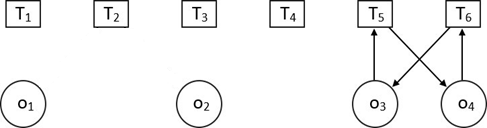 T₁ T₂ T₃ T₄ T₅ T₆
o₁ o₂ o₃ o₄